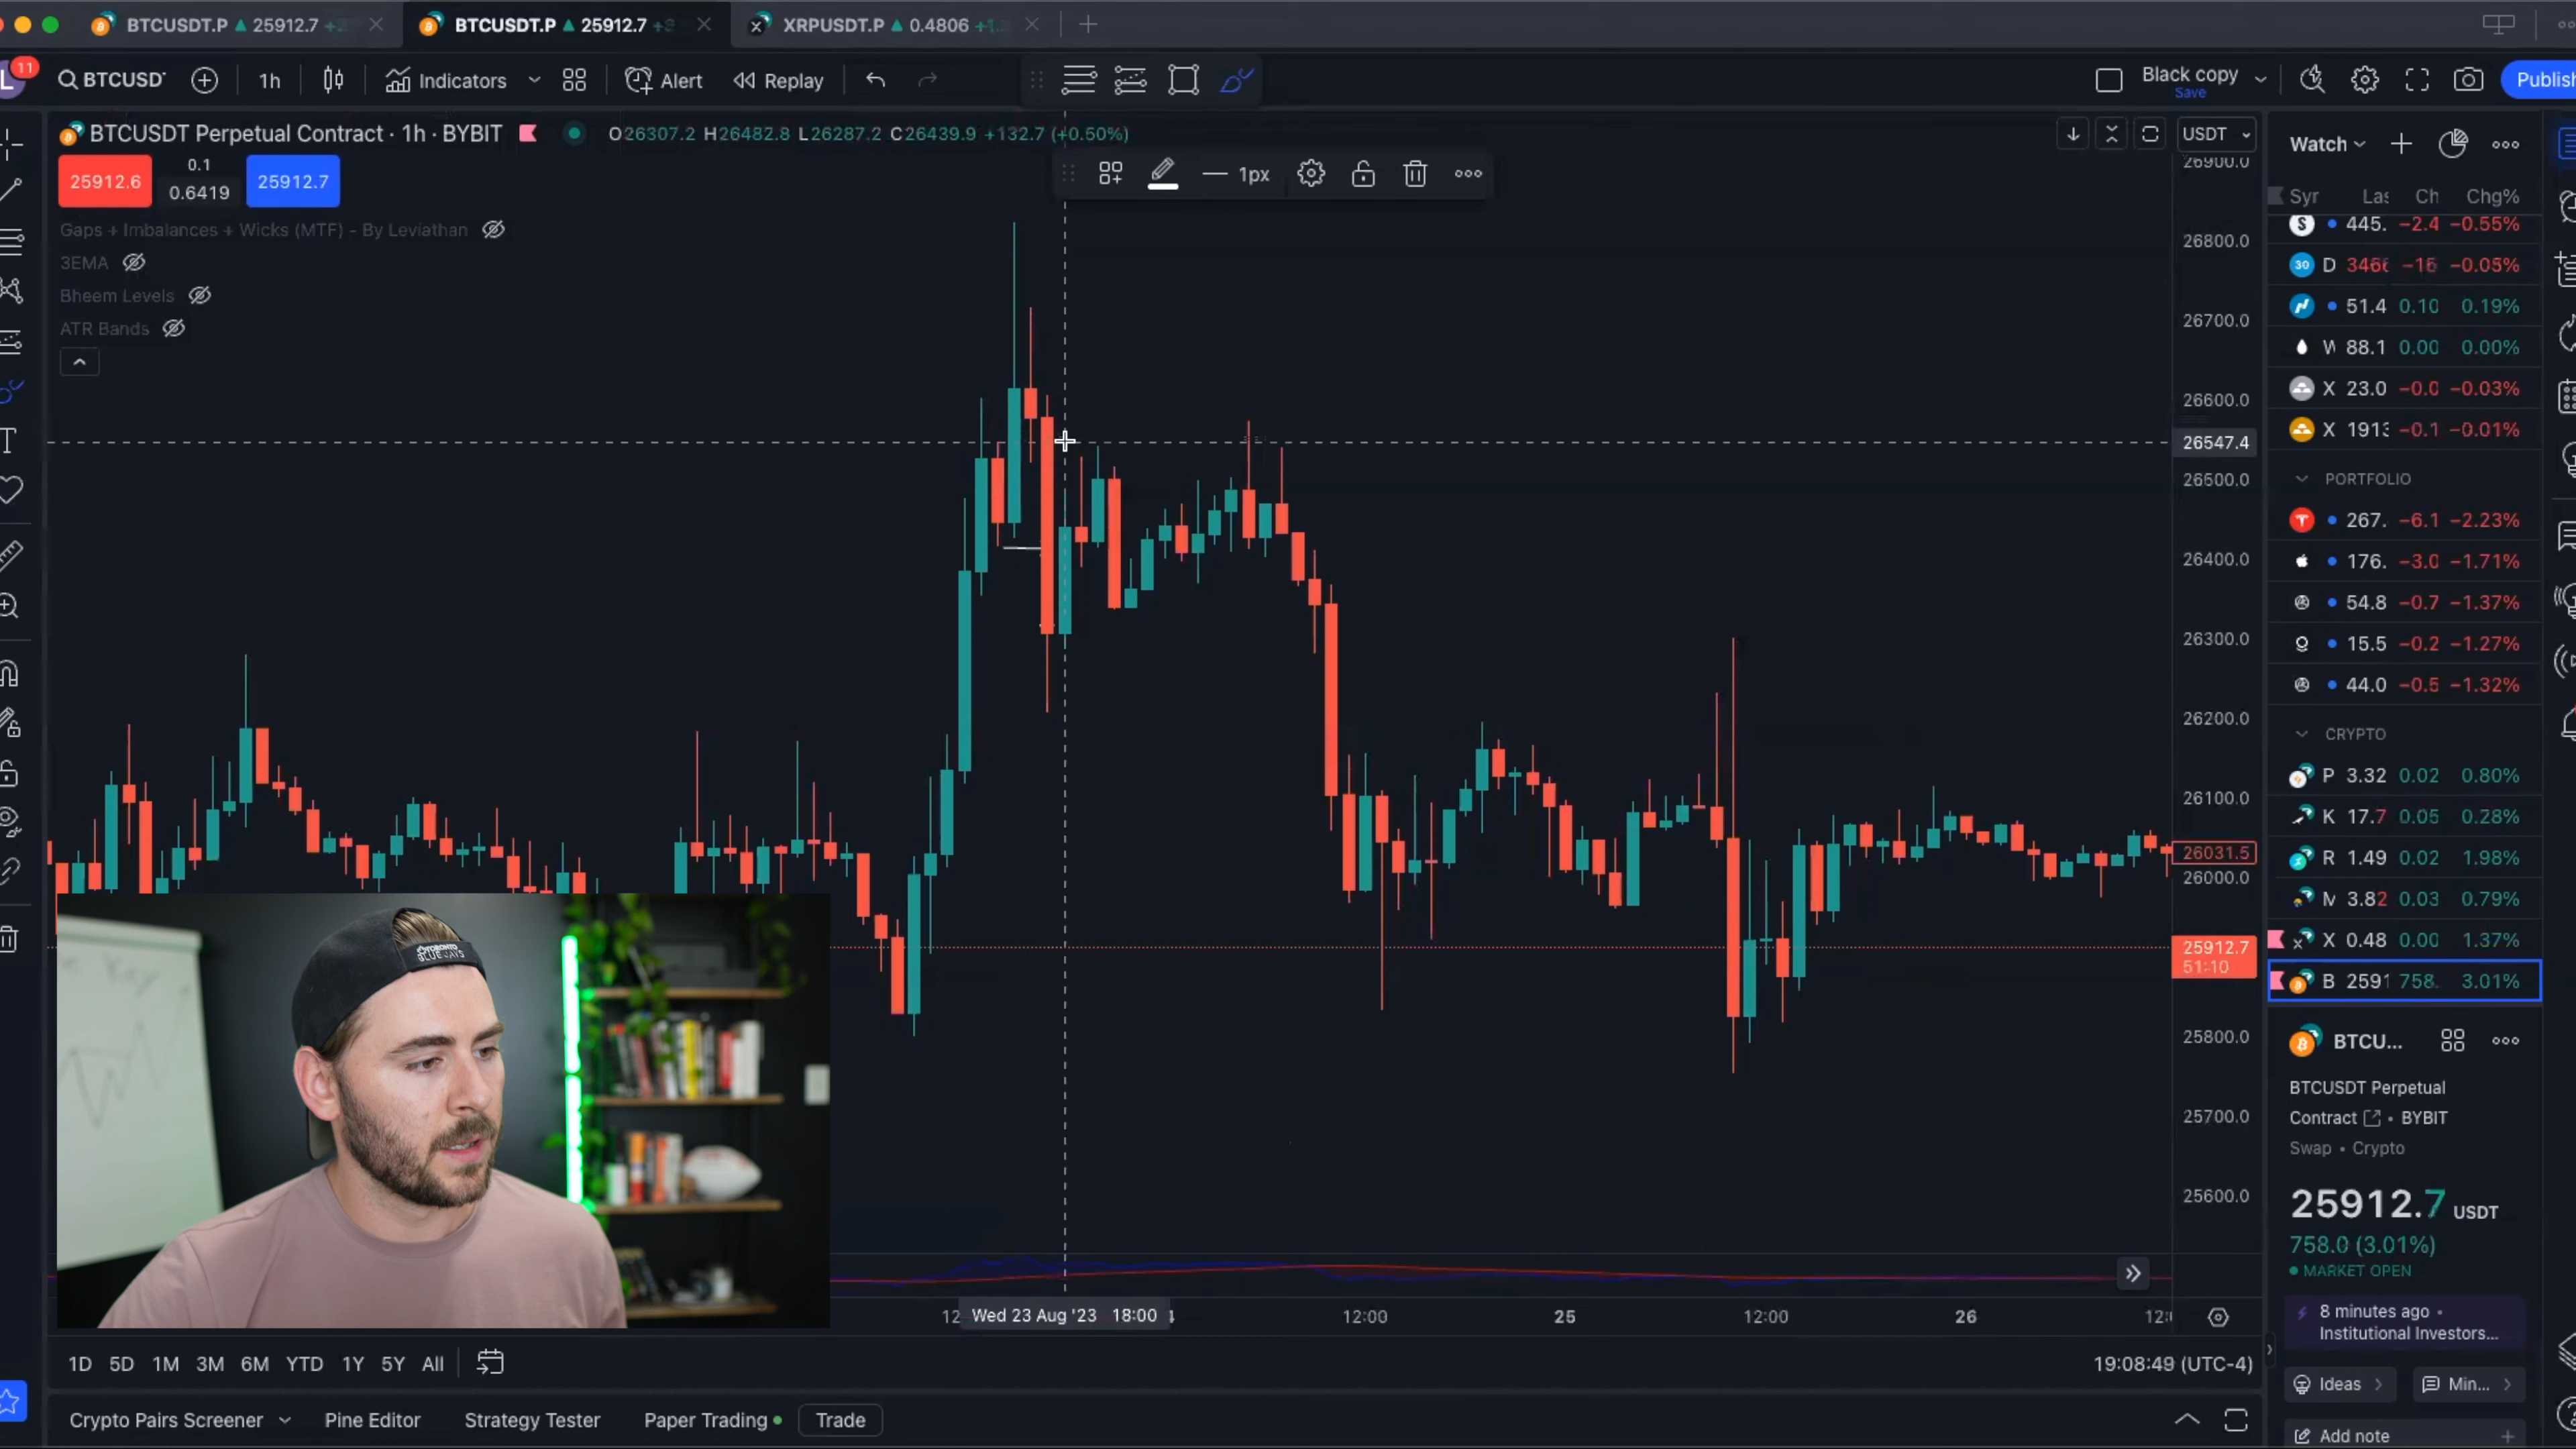 BTCUSDT.P ▲ 25912.7
BTCUSDT.P ▲ 25912.7
XRPUSDT.P ▲ 0.4806
11
BTCUSD
1h
Indicators
Alert
Replay
Black copy
Save
Publish
BTCUSDT Perpetual Contract · 1h · BYBIT
O26307.2 H26482.8 L26287.2 C26439.9 +132.7 (+0.50%)
USDT
Watch
25912.6
0.1
0.6419
25912.7
1px
Gaps + Imbalances + Wicks (MTF) - By Leviathan
3EMA
Bheem Levels
ATR Bands
26900.0
26800.0
26700.0
26600.0
26547.4
26500.0
26400.0
26300.0
26200.0
26100.0
26031.5
26000.0
25912.7
51:10
25800.0
25700.0
25600.0
Syr Las Ch Chg%
445. −2.4 −0.55%
D 346 −16 −0.05%
51.4 0.10 0.19%
88.1 0.00 0.00%
X 23.0 −0.0 −0.03%
X 1913 −0.1 −0.01%
PORTFOLIO
267. −6.1 −2.23%
176. −3.0 −1.71%
54.8 −0.7 −1.37%
15.5 −0.2 −1.27%
44.0 −0.5 −1.32%
CRYPTO
P 3.32 0.02 0.80%
K 17.7 0.05 0.28%
R 1.49 0.02 1.98%
M 3.82 0.03 0.79%
X 0.48 0.00 1.37%
B 2591 758. 3.01%
BTCU...
BTCUSDT Perpetual
Contract • BYBIT
Swap • Crypto
25912.7 USDT
758.0 (3.01%)
MARKET OPEN
8 minutes ago •
Institutional Investors...
Ideas
Min...
Add note
TORONTO
BLUE JAYS
Key
Wed 23 Aug '23 18:00
12:00 25 12:00 26
1D 5D 1M 3M 6M YTD 1Y 5Y All
19:08:49 (UTC-4)
Crypto Pairs Screener Pine Editor Strategy Tester Paper Trading Trade